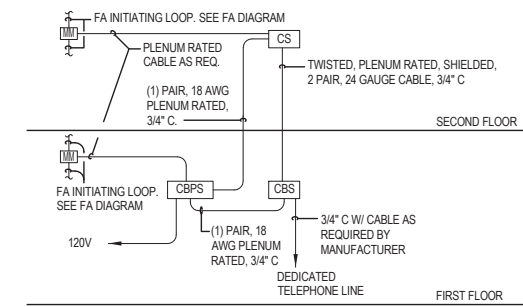 FA INITIATING LOOP. SEE FA DIAGRAM
MM
CS
PLENUM RATED
CABLE AS REQ.
TWISTED, PLENUM RATED, SHIELDED,
2 PAIR, 24 GAUGE CABLE, 3/4" C
(1) PAIR, 18 AWG
PLENUM RATED,
3/4" C.
SECOND FLOOR
MM
FA INITIATING LOOP.
SEE FA DIAGRAM
CBPS
CBS
120V
(1) PAIR, 18
AWG PLENUM
RATED, 3/4" C
3/4" C W/ CABLE AS
REQUIRED BY
MANUFACTURER
DEDICATED
TELEPHONE LINE
FIRST FLOOR